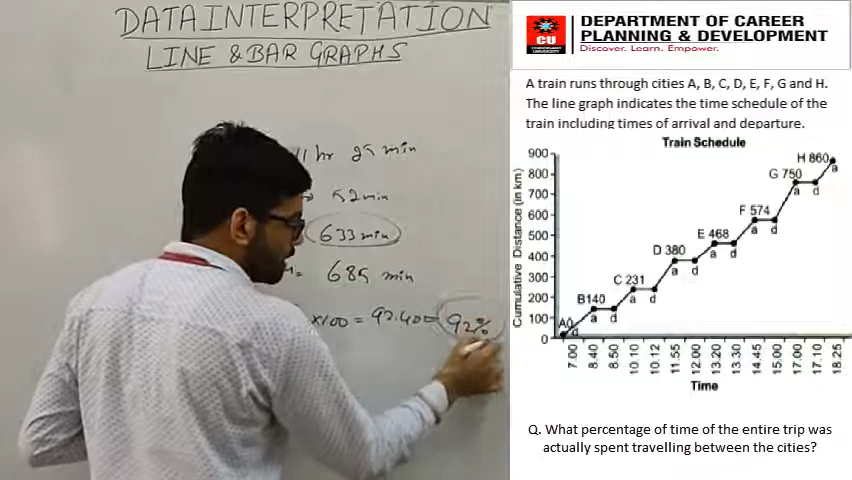 DATA INTERPRETATION
LINE & BAR GRAPHS
hr 25 min
52 min
633 min
685 min
x100 = 92.40 = 92%
CU
CHANDIGARH
UNIVERSITY
DEPARTMENT OF CAREER
PLANNING & DEVELOPMENT
Discover. Learn. Empower.
A train runs through cities A, B, C, D, E, F, G and H.
The line graph indicates the time schedule of the
train including times of arrival and departure.
Train Schedule
Cumulative Distance (in km)
900
800
700
600
500
400
300
200
100
0
A0
d
B140
a
d
C 231
a
d
D 380
a
d
E 468
a
d
F 574
a
d
G 750
a
d
H 860
a
7.00
8.40
8.50
10.10
10.12
11.55
12.00
13.20
13.30
14.45
15.00
17.00
17.10
18.25
Time
Q. What percentage of time of the entire trip was
actually spent travelling between the cities?